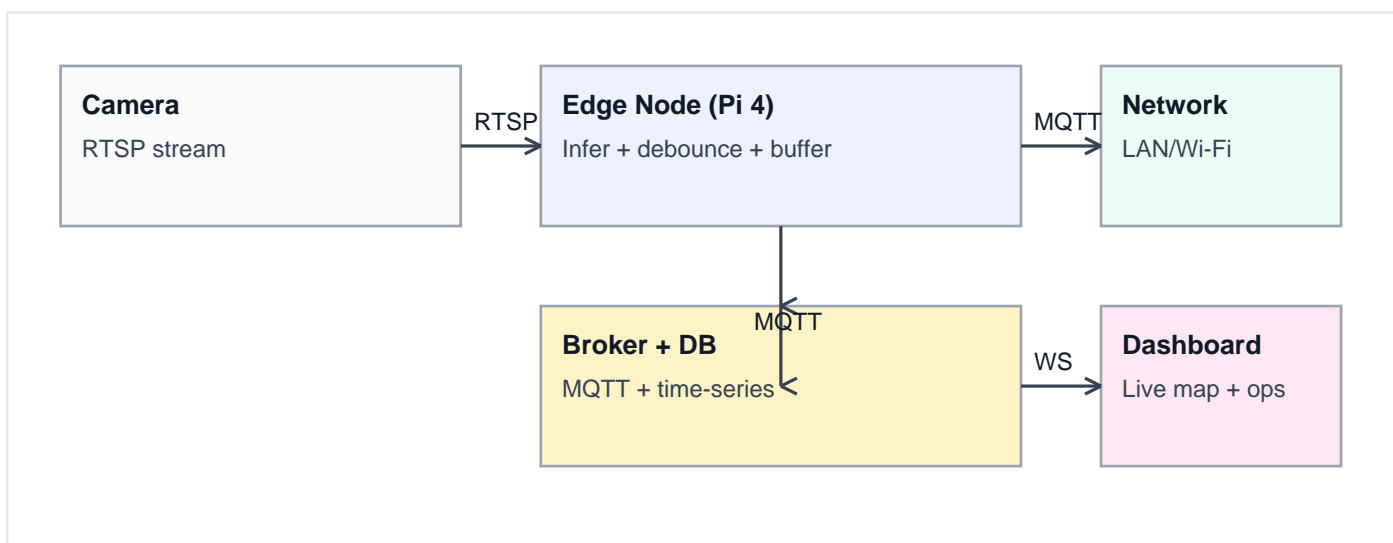 Camera
RTSP stream
RTSP
Edge Node (Pi 4)
Infer + debounce + buffer
MQTT
Network
LAN/Wi-Fi
MQTT
Broker + DB
MQTT + time-series
WS
Dashboard
Live map + ops